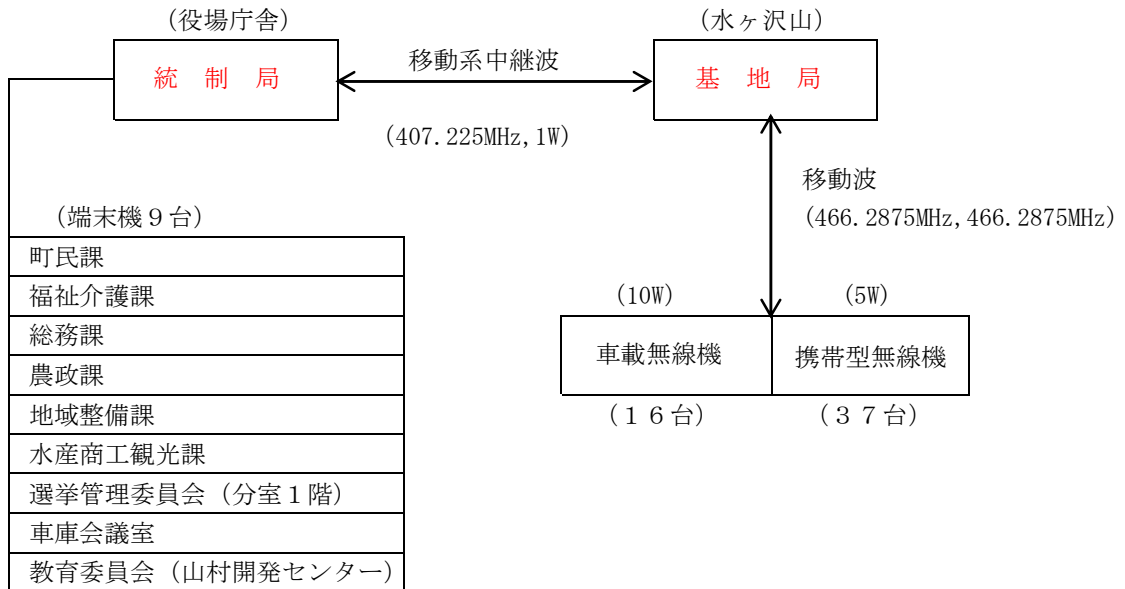 (役場庁舎)
(水ヶ沢山)
統 制 局
移動系中継波
基 地 局
(407.225MHz,1W)
移動波
(466.2875MHz,466.2875MHz)
(端末機９台)
町民課
福祉介護課
総務課
農政課
地域整備課
水産商工観光課
選挙管理委員会（分室１階）
車庫会議室
教育委員会（山村開発センター）
(10W)
(5W)
車載無線機
携帯型無線機
(１６台)
(３７台)